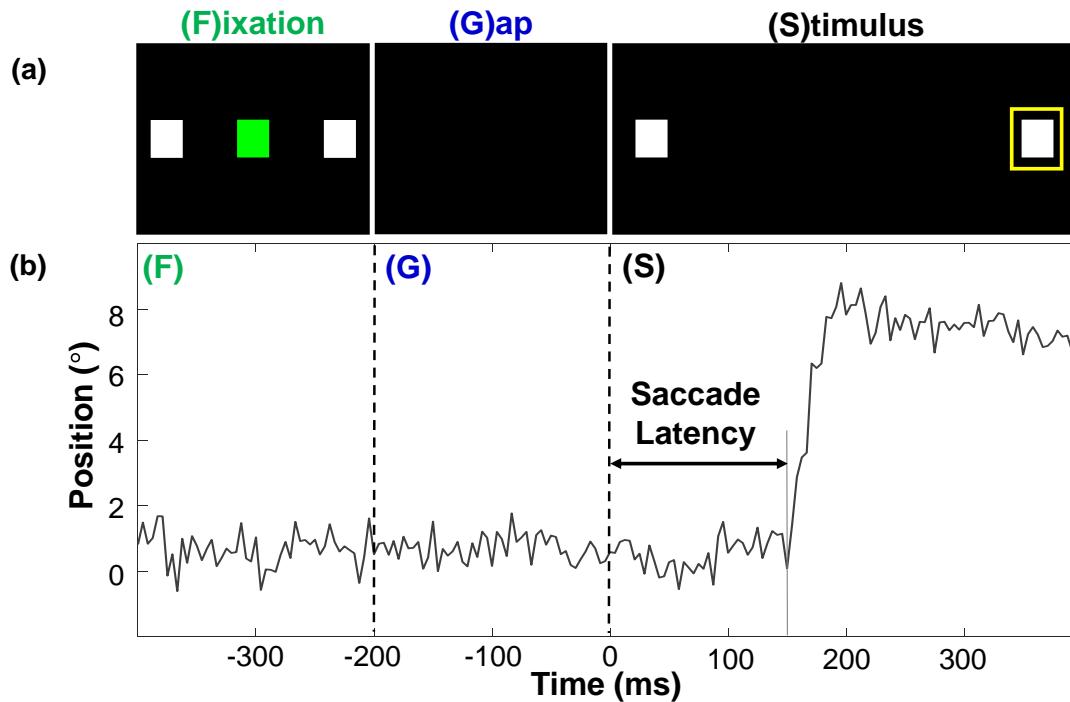 (F)ixation (G)ap (S)timulus
(a)
(b) (F) (G) (S)
8
6
4
2
0
Position (°)
Saccade
Latency
-300 -200 -100 0 100 200 300
Time (ms)